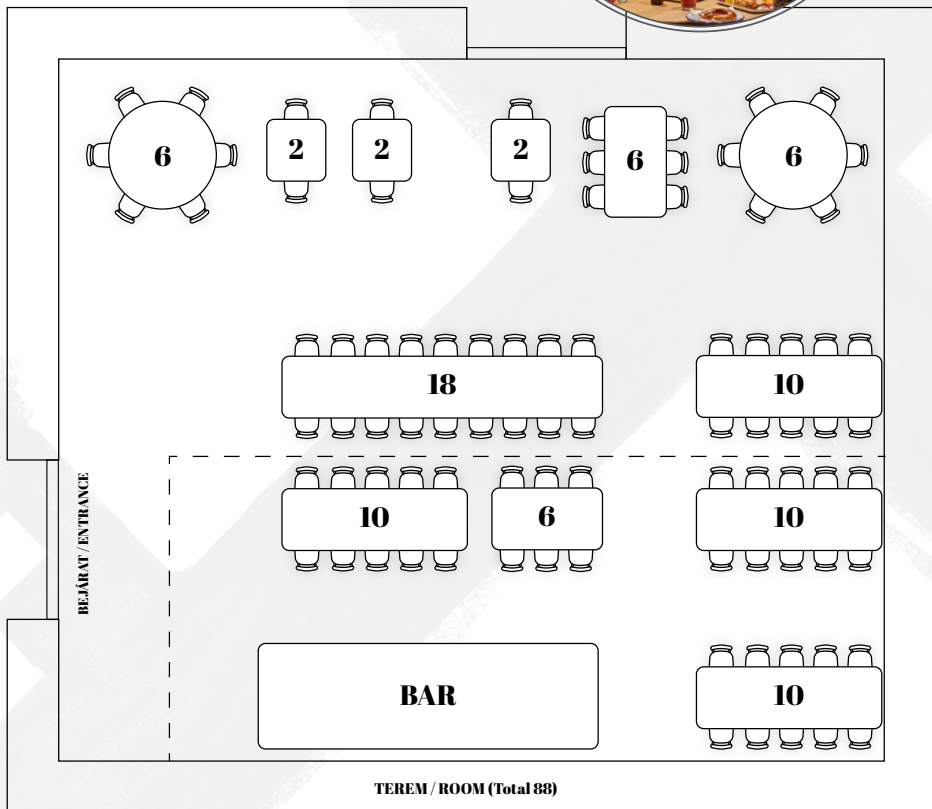 6 2 2 2 6 6
18 10
10 6 10
BEJÁRAT / ENTRANCE
BAR 10
TEREM / ROOM (Total 88)